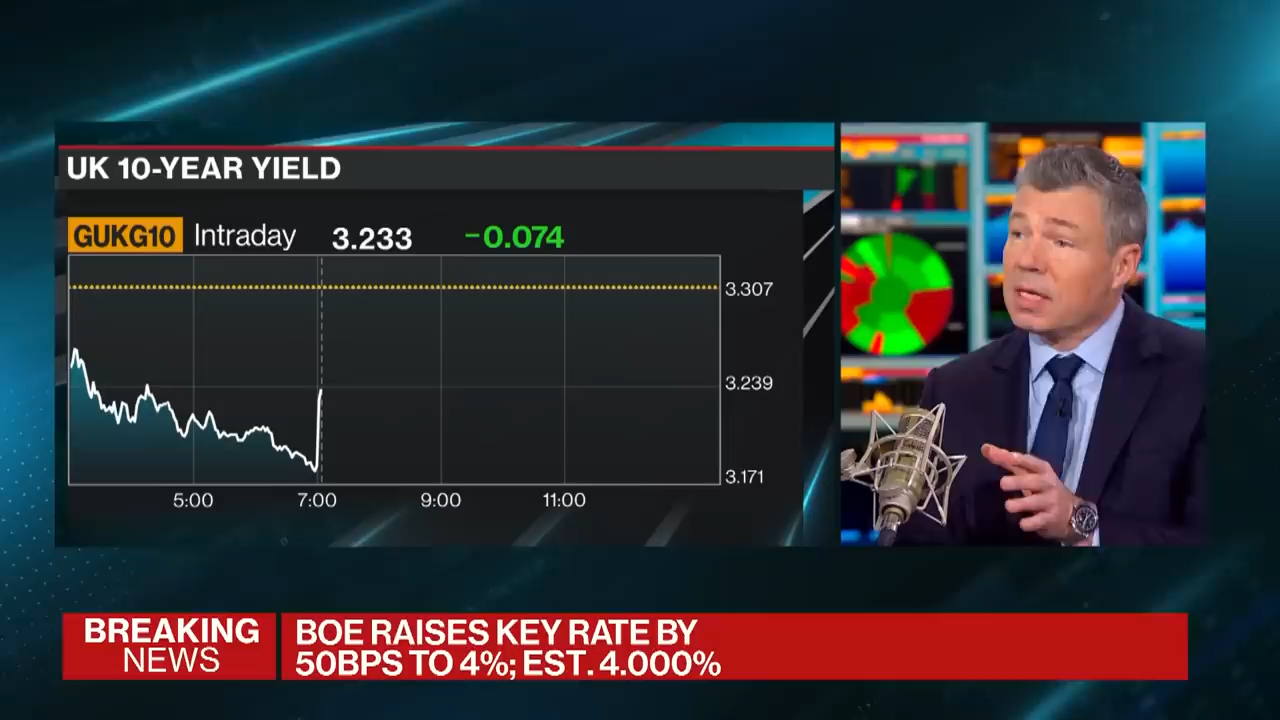 UK 10-YEAR YIELD
GUKG10 Intraday 3.233 -0.074
3.307
3.239
3.171
5:00 7:00 9:00 11:00
BREAKING
NEWS
BOE RAISES KEY RATE BY
50BPS TO 4%; EST. 4.000%